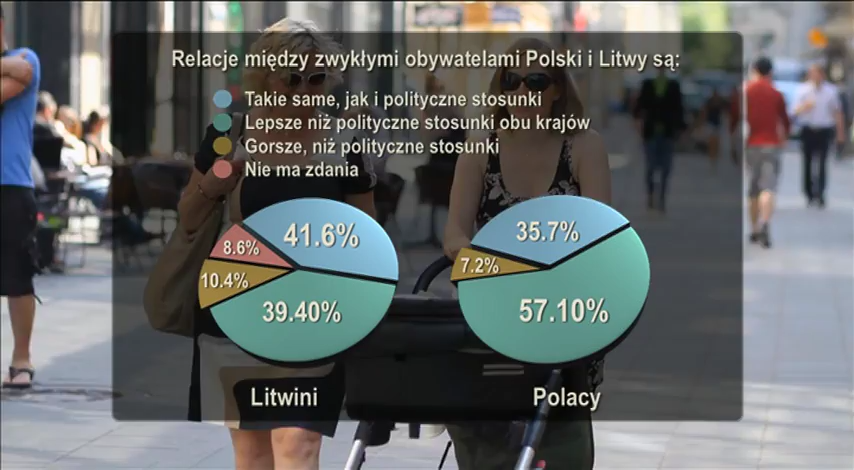 Relacje między zwykłymi obywatelami Polski i Litwy są:
Takie same, jak i polityczne stosunki
Lepsze niż polityczne stosunki obu krajów
Gorsze, niż polityczne stosunki
Nie ma zdania
41.6%
8.6%
10.4%
39.40%
35.7%
7.2%
57.10%
Litwini
Polacy